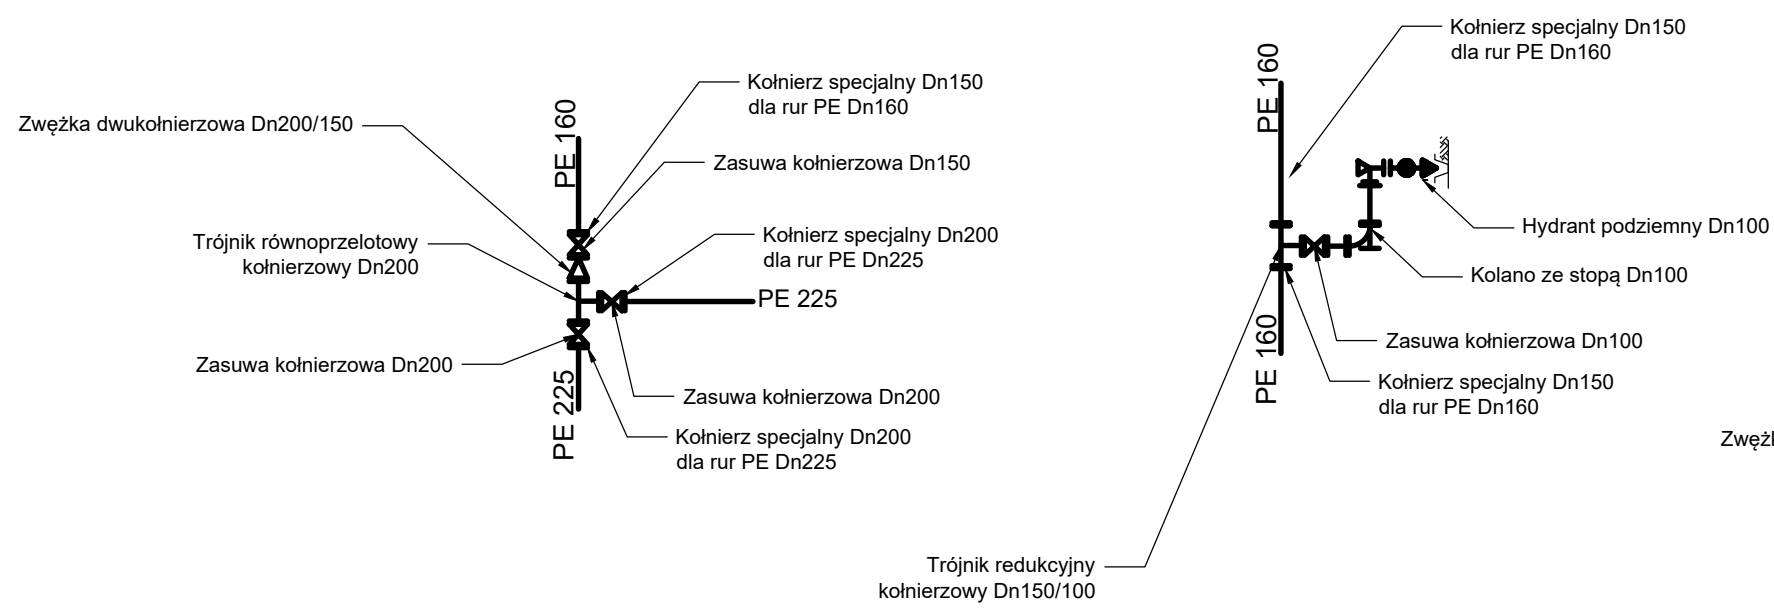 Zwężka dwukołnierzowa Dn200/150
PE 160
Kołnierz specjalny Dn150
dla rur PE Dn160
Zasuwa kołnierzowa Dn150
Trójnik równoprzelotowy
kołnierzowy Dn200
Kołnierz specjalny Dn200
dla rur PE Dn225
PE 225
Zasuwa kołnierzowa Dn200
PE 225
Zasuwa kołnierzowa Dn200
Kołnierz specjalny Dn200
dla rur PE Dn225
Kołnierz specjalny Dn150
dla rur PE Dn160
PE 160
Hydrant podziemny Dn100
Kolano ze stopą Dn100
Zasuwa kołnierzowa Dn100
PE 160
Kołnierz specjalny Dn150
dla rur PE Dn160
Trójnik redukcyjny
kołnierzowy Dn150/100